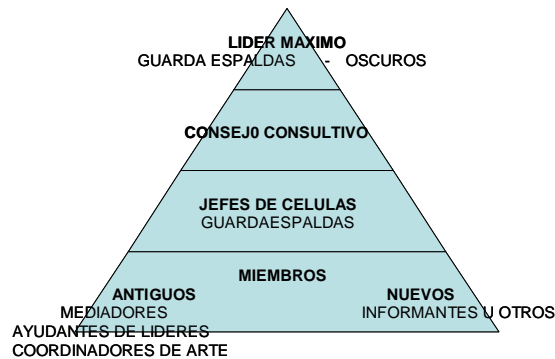 LIDER MAXIMO
GUARDA ESPALDAS - OSCUROS
CONSEJ0 CONSULTIVO
JEFES DE CELULAS
GUARDAESPALDAS
MIEMBROS
ANTIGUOS
MEDIADORES
AYUDANTES DE LIDERES
COORDINADORES DE ARTE
NUEVOS
INFORMANTES U OTROS